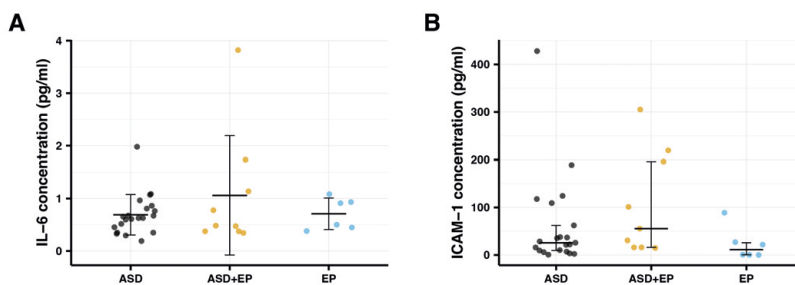 A
IL–6 concentration (pg/ml)
4
3
2
1
0
ASD
ASD+EP
EP
B
ICAM–1 concentration (pg/ml)
400
300
200
100
0
ASD
ASD+EP
EP